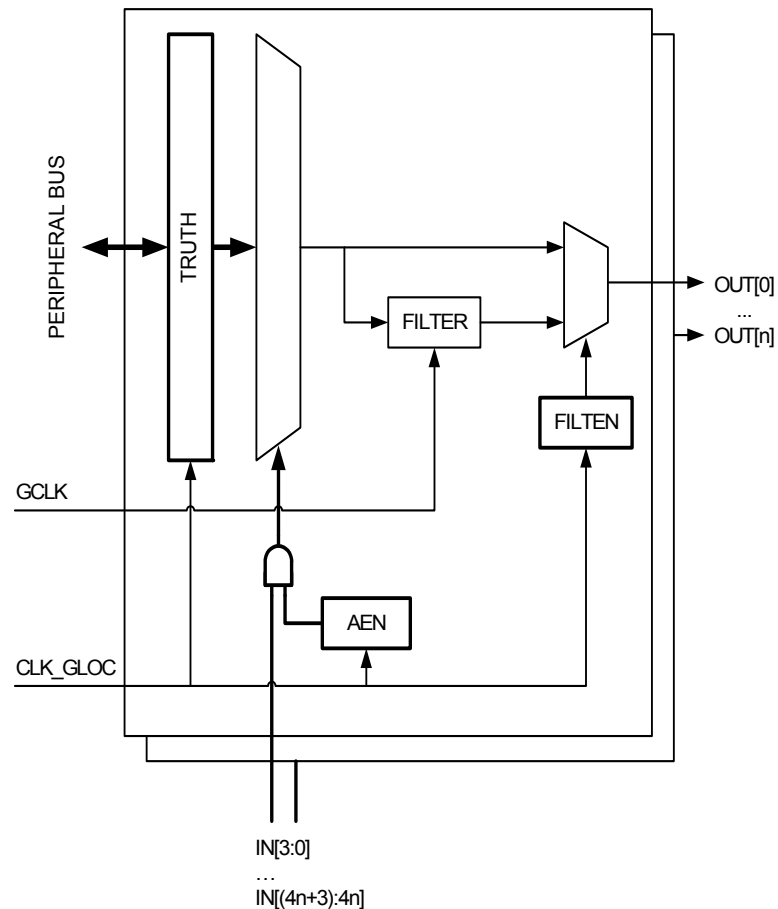 PERIPHERAL BUS
TRUTH
FILTER
OUT[0]
...
OUT[n]
FILTEN
GCLK
AEN
CLK_GLOC
IN[3:0]
...
IN[(4n+3):4n]